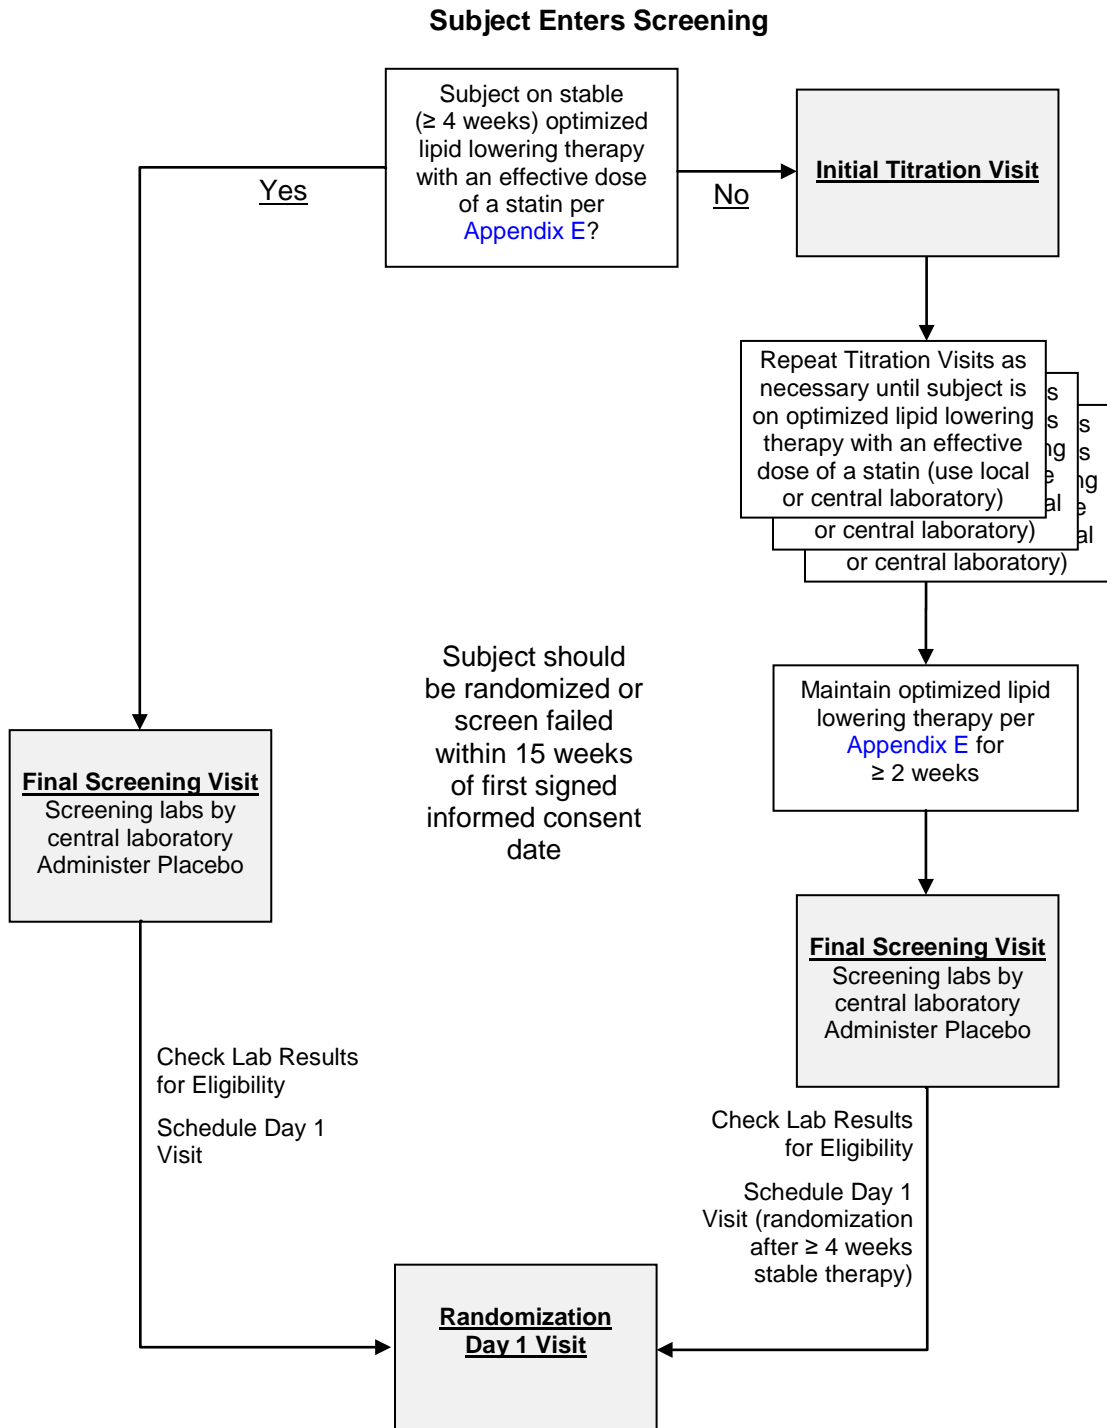 Subject Enters Screening
Subject on stable
(≥ 4 weeks) optimized
lipid lowering therapy
with an effective dose
of a statin per
Appendix E?
Yes
No
Initial Titration Visit
Repeat Titration Visits as
necessary until subject is
on optimized lipid lowering
therapy with an effective
dose of a statin (use local
or central laboratory)
s
s
ng
e
al
or central laboratory)
s
s
ng
e
al
or central laboratory)
Maintain optimized lipid
lowering therapy per
Appendix E for
≥ 2 weeks
Subject should
be randomized or
screen failed
within 15 weeks
of first signed
informed consent
date
Final Screening Visit
Screening labs by
central laboratory
Administer Placebo
Final Screening Visit
Screening labs by
central laboratory
Administer Placebo
Check Lab Results
for Eligibility
Schedule Day 1
Visit
Check Lab Results
for Eligibility
Schedule Day 1
Visit (randomization
after ≥ 4 weeks
stable therapy)
Randomization
Day 1 Visit